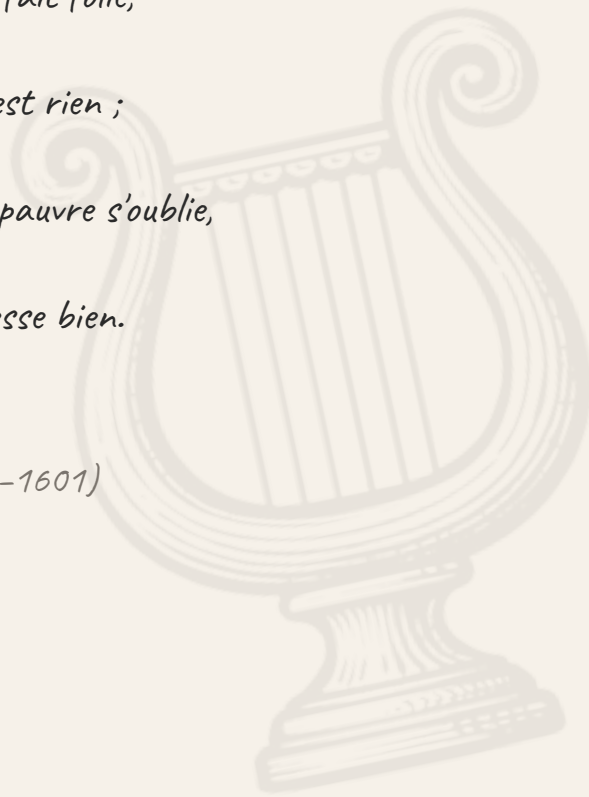 fait folie,
est rien ;
pauvre s'oublie,
sse bien.
–1601)